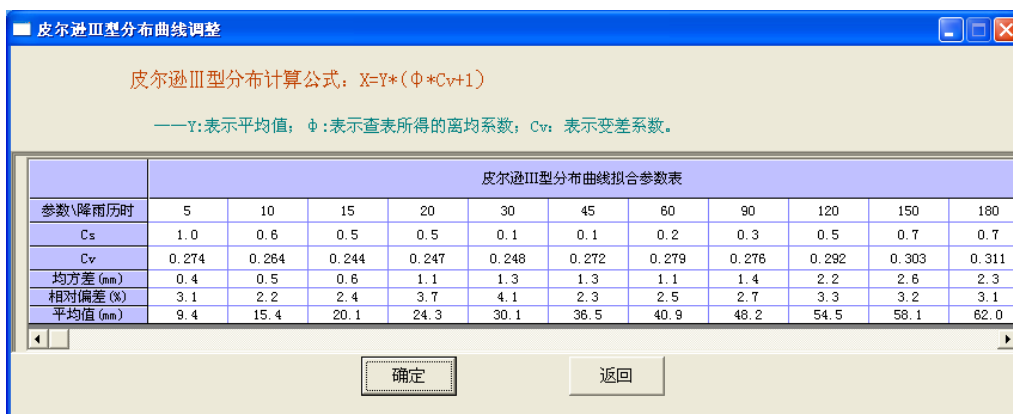 皮尔逊III型分布曲线调整
皮尔逊Ⅲ型分布计算公式：X=Y*(Φ*Cv+1)
——Y:表示平均值；Φ:表示查表所得的离均系数；Cv：表示变差系数。
皮尔逊III型分布曲线拟合参数表
参数\降雨历时 5 10 15 20 30 45 60 90 120 150 180
Cs 1.0 0.6 0.5 0.5 0.1 0.1 0.2 0.3 0.5 0.7 0.7
Cv 0.274 0.264 0.244 0.247 0.248 0.272 0.279 0.276 0.292 0.303 0.311
均方差(mm) 0.4 0.5 0.6 1.1 1.3 1.3 1.1 1.4 2.2 2.6 2.3
相对偏差(%) 3.1 2.2 2.4 3.7 4.1 2.3 2.5 2.7 3.3 3.2 3.1
平均值(mm) 9.4 15.4 20.1 24.3 30.1 36.5 40.9 48.2 54.5 58.1 62.0
确定 返回